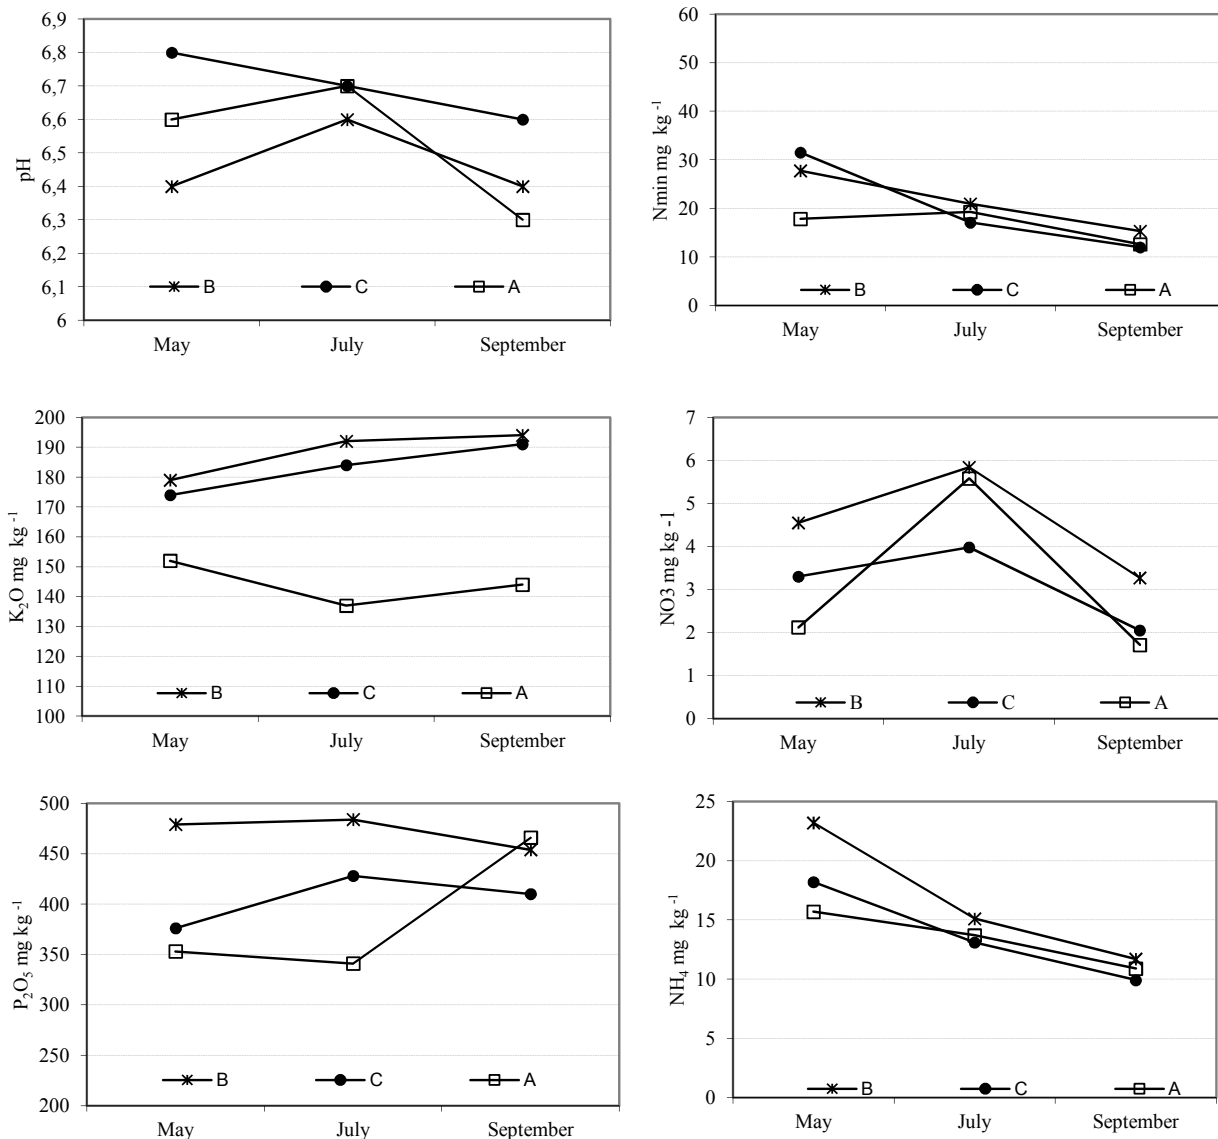 6,9
6,8
6,7
6,6
6,5
6,4
6,3
6,2
6,1
6
pH
B C A
May July September
60
50
40
30
20
10
0
Nmin mg kg -1
B C A
May July September
200
190
180
170
160
150
140
130
120
110
100
K2O mg kg -1
B C A
May July September
7
6
5
4
3
2
1
0
NO3 mg kg -1
B C A
May July September
500
450
400
350
300
250
200
P2O5 mg kg -1
B C A
May July September
25
20
15
10
5
0
NH4 mg kg -1
B C A
May July September